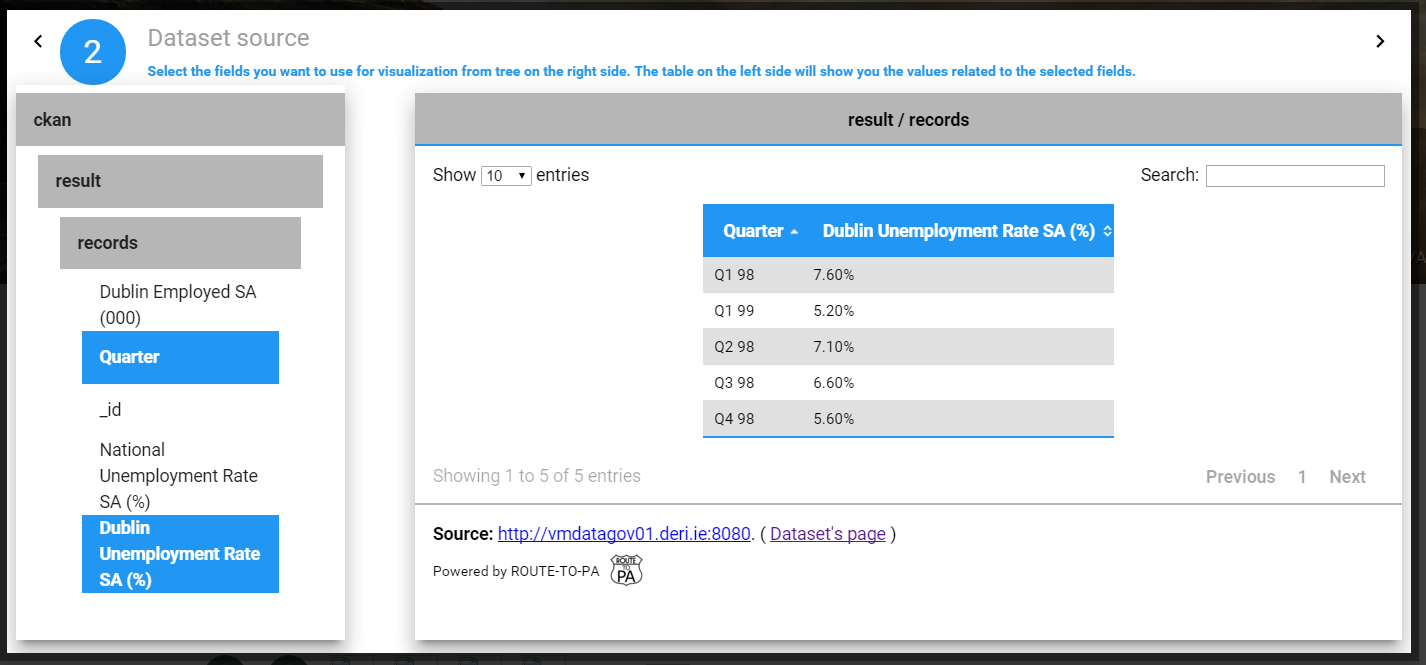 2
Dataset source
Select the fields you want to use for visualization from tree on the right side. The table on the left side will show you the values related to the selected fields.
ckan
result
records
Dublin Employed SA
(000)
Quarter
_id
National
Unemployment Rate
SA (%)
Dublin
Unemployment Rate
SA (%)
result / records
Show 10 entries
Search:
Quarter Dublin Unemployment Rate SA (%)
Q1 98 7.60%
Q1 99 5.20%
Q2 98 7.10%
Q3 98 6.60%
Q4 98 5.60%
Showing 1 to 5 of 5 entries
Previous 1 Next
Source: http://vmdatagov01.deri.ie:8080. ( Dataset's page )
Powered by ROUTE-TO-PA
ROUTE
TO
PA